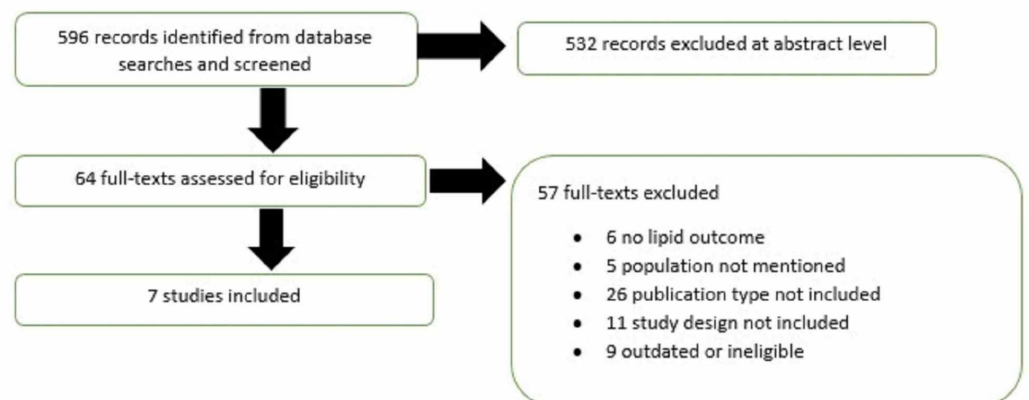 596 records identified from database
searches and screened
532 records excluded at abstract level
64 full-texts assessed for eligibility
57 full-texts excluded
• 6 no lipid outcome
• 5 population not mentioned
• 26 publication type not included
• 11 study design not included
• 9 outdated or ineligible
7 studies included